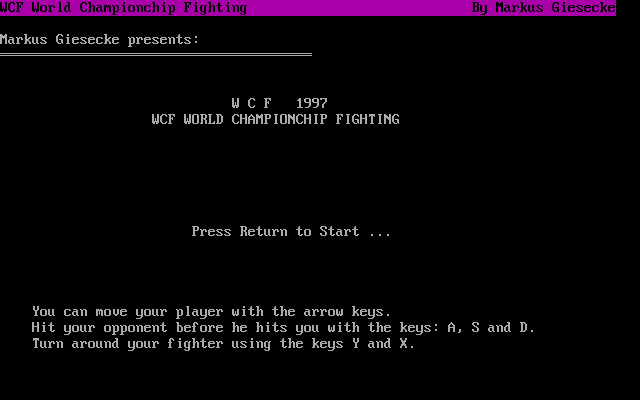 WCF World Championchip Fighting By Markus Giesecke
Markus Giesecke presents:
W C F 1997
WCF WORLD CHAMPIONCHIP FIGHTING
Press Return to Start ...
You can move your player with the arrow keys.
Hit your opponent before he hits you with the keys: A, S and D.
Turn around your fighter using the keys Y and X.